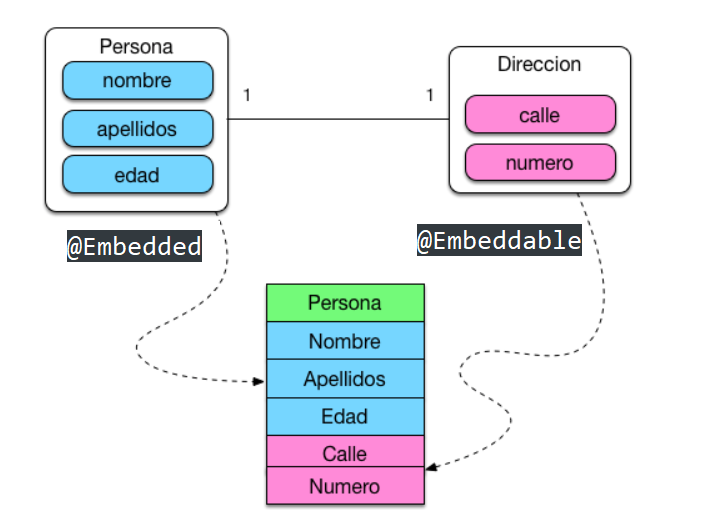 Persona
nombre
apellidos
edad
1
1
Direccion
calle
numero
@Embedded
@Embeddable
Persona
Nombre
Apellidos
Edad
Calle
Numero